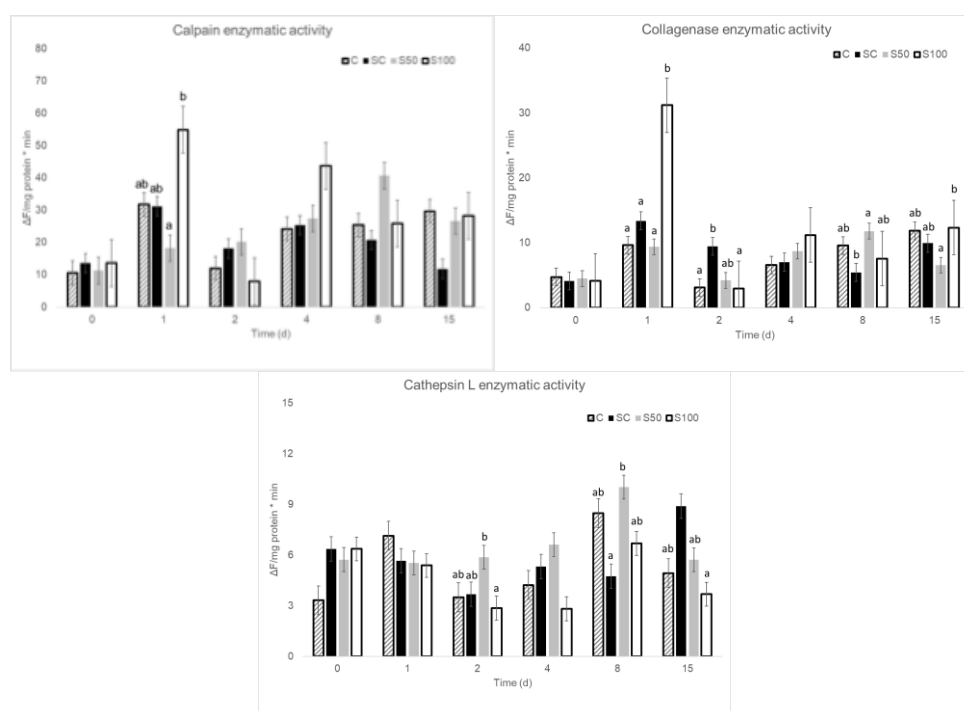 Calpain enzymatic activity
C SC S50 S100
80
70
60
50
40
30
20
10
0
ΔF/mg protein * min
ab ab a b
0 1 2 4 8 15
Time (d)
Collagenase enzymatic activity
C SC S50 S100
40
30
20
10
0
ΔF/mg protein * min
a a a b
a b ab a
ab b a ab
ab ab a b
0 1 2 4 8 15
Time (d)
Cathepsin L enzymatic activity
C SC S50 S100
15
12
9
6
3
0
ΔF/mg protein * min
ab ab b a
ab a b ab
ab a
ab a
0 1 2 4 8 15
Time (d)